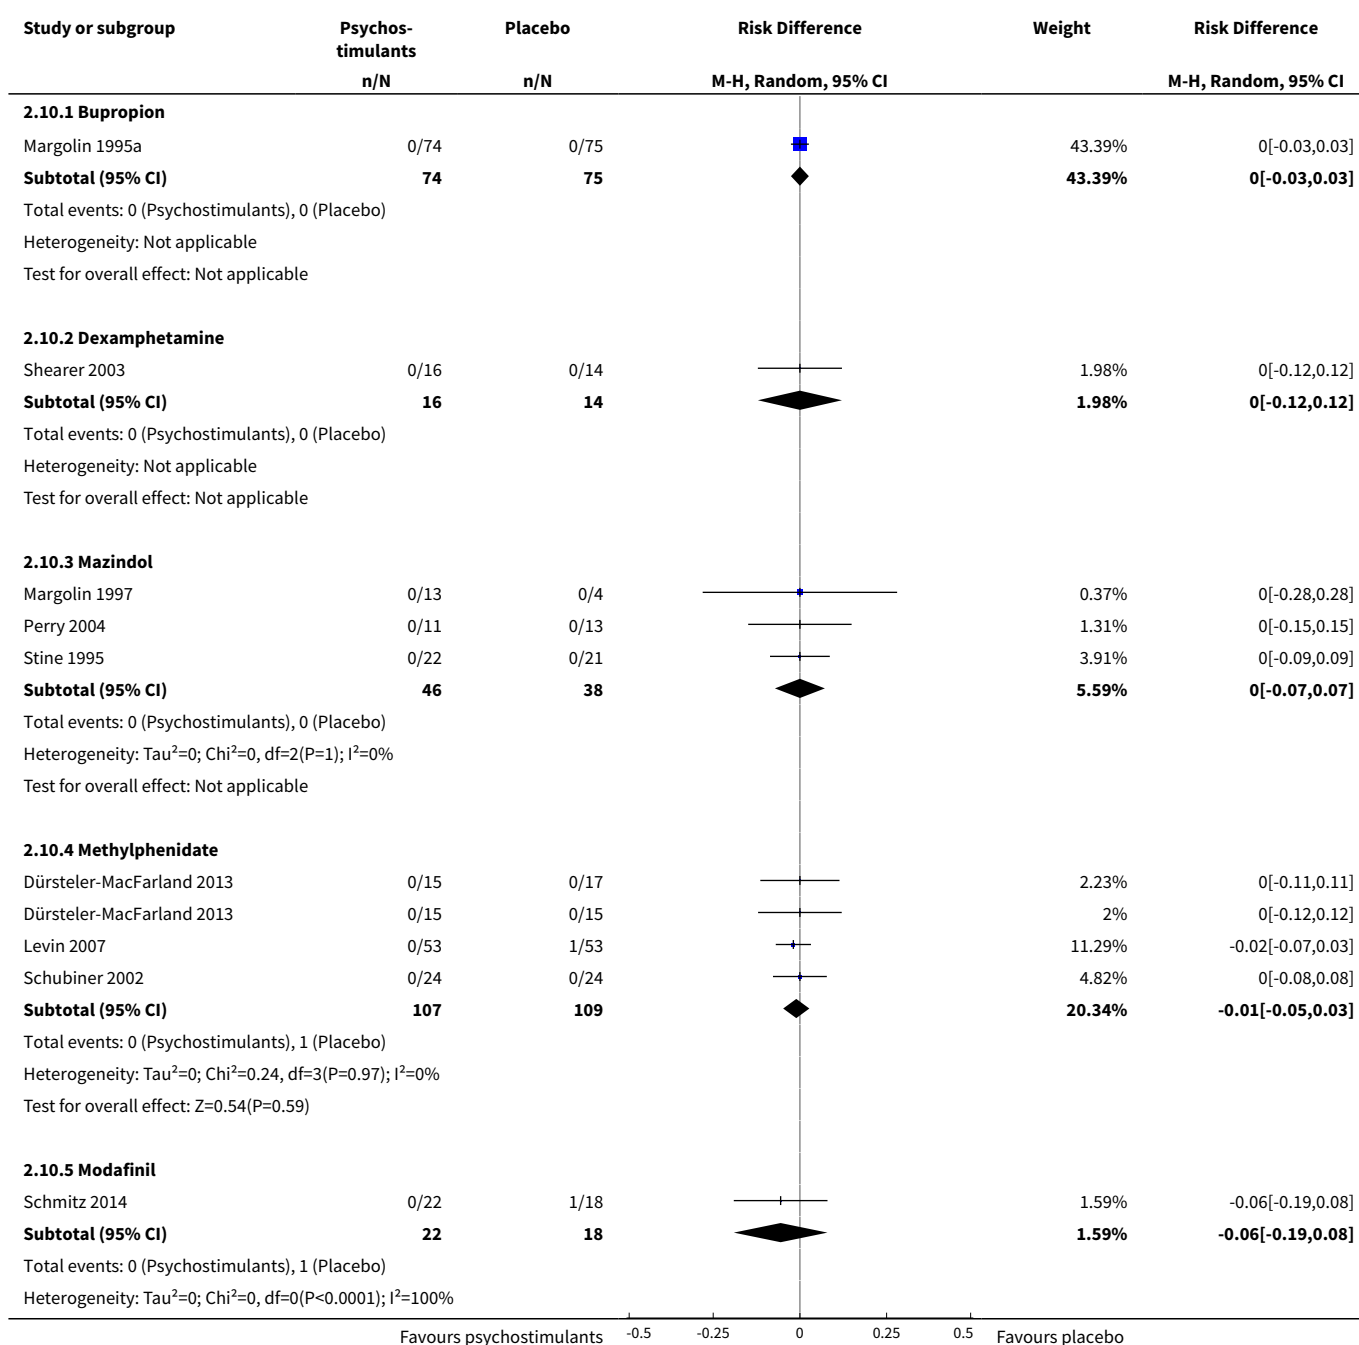 Study or subgroup Psychos-timulants Placebo Risk Difference Weight Risk Difference
n/N n/N M-H, Random, 95% CI M-H, Random, 95% CI
2.10.1 Bupropion
Margolin 1995a 0/74 0/75 43.39% 0[-0.03,0.03]
Subtotal (95% CI) 74 75 43.39% 0[-0.03,0.03]
Total events: 0 (Psychostimulants), 0 (Placebo)
Heterogeneity: Not applicable
Test for overall effect: Not applicable
2.10.2 Dexamphetamine
Shearer 2003 0/16 0/14 1.98% 0[-0.12,0.12]
Subtotal (95% CI) 16 14 1.98% 0[-0.12,0.12]
Total events: 0 (Psychostimulants), 0 (Placebo)
Heterogeneity: Not applicable
Test for overall effect: Not applicable
2.10.3 Mazindol
Margolin 1997 0/13 0/4 0.37% 0[-0.28,0.28]
Perry 2004 0/11 0/13 1.31% 0[-0.15,0.15]
Stine 1995 0/22 0/21 3.91% 0[-0.09,0.09]
Subtotal (95% CI) 46 38 5.59% 0[-0.07,0.07]
Total events: 0 (Psychostimulants), 0 (Placebo)
Heterogeneity: Tau²=0; Chi²=0, df=2(P=1); I²=0%
Test for overall effect: Not applicable
2.10.4 Methylphenidate
Dürsteler-MacFarland 2013 0/15 0/17 2.23% 0[-0.11,0.11]
Dürsteler-MacFarland 2013 0/15 0/15 2% 0[-0.12,0.12]
Levin 2007 0/53 1/53 11.29% -0.02[-0.07,0.03]
Schubiner 2002 0/24 0/24 4.82% 0[-0.08,0.08]
Subtotal (95% CI) 107 109 20.34% -0.01[-0.05,0.03]
Total events: 0 (Psychostimulants), 1 (Placebo)
Heterogeneity: Tau²=0; Chi²=0.24, df=3(P=0.97); I²=0%
Test for overall effect: Z=0.54(P=0.59)
2.10.5 Modafinil
Schmitz 2014 0/22 1/18 1.59% -0.06[-0.19,0.08]
Subtotal (95% CI) 22 18 1.59% -0.06[-0.19,0.08]
Total events: 0 (Psychostimulants), 1 (Placebo)
Heterogeneity: Tau²=0; Chi²=0, df=0(P<0.0001); I²=100%
Favours psychostimulants -0.5 -0.25 0 0.25 0.5 Favours placebo